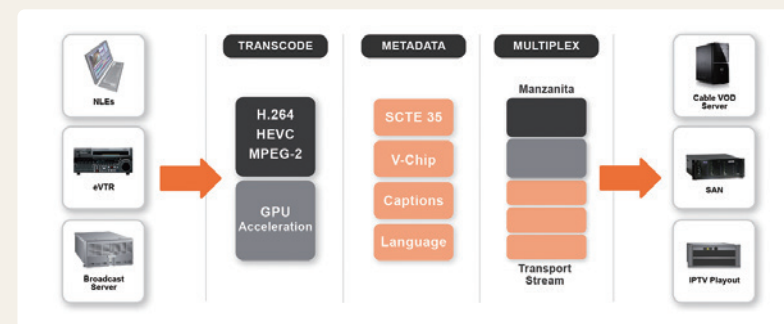 NLEs
eVTR
Broadcast
Server
TRANSCODE
H.264
HEVC
MPEG-2
GPU
Acceleration
METADATA
SCTE 35
V-Chip
Captions
Language
MULTIPLEX
Manzanita
Transport
Stream
Cable VOD
Server
SAN
IPTV Playout